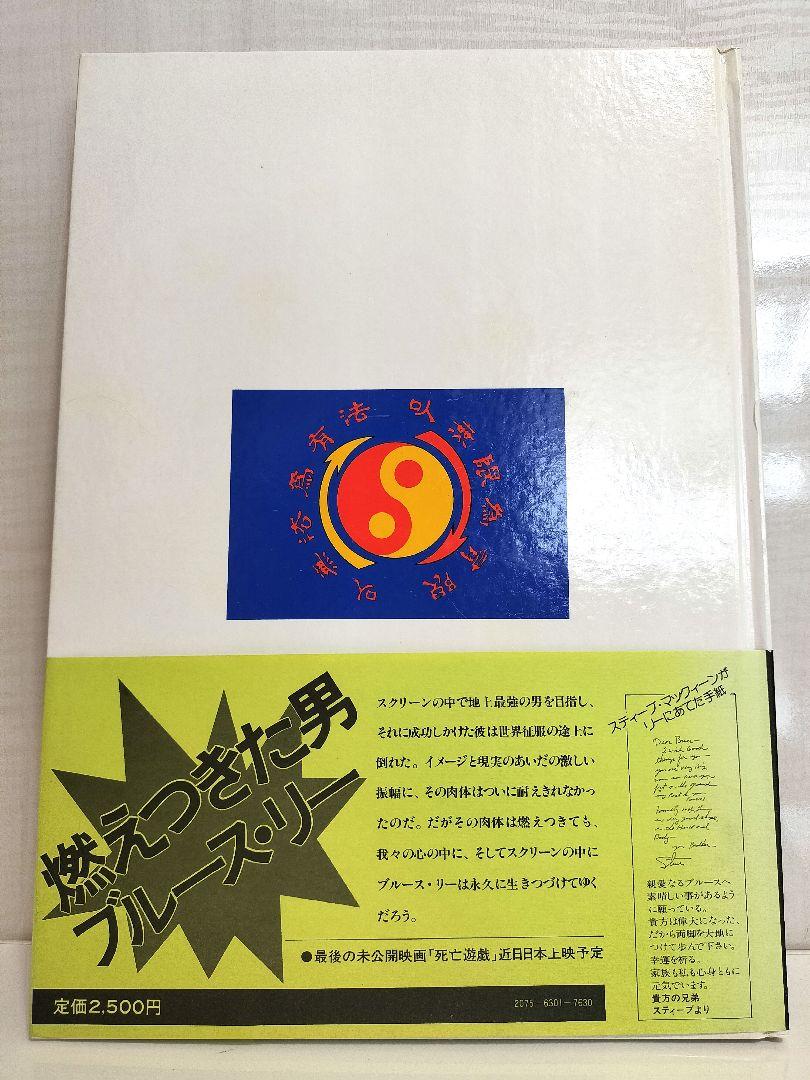 以無法為有法
以無限為有限
燃えつきた男
ブルース・リー
スクリーンの中で地上最強の男を目指し、
それに成功しかけた彼は世界征服の途上に
倒れた。イメージと現実のあいだの激しい
振幅に、その肉体はついに耐えきれなかっ
たのだ。だがその肉体は燃えつきても、
我々の心の中に、そしてスクリーンの中に
ブルース・リーは永久に生きつづけてゆく
だろう。
●最後の未公開映画「死亡遊戯」近日日本上映予定
スティーブ・マックィーンが
リーにあてた手紙
Dear Bruce—
Good
things for you—
Steve
親愛なるブルースへ
素晴しい事があるよう
に願っている。
貴方は偉大になった、
だから両脚を大地に
つけて歩んで下さい。
幸運を祈る。
家族も私も心身ともに
元気でいます。
貴方の兄弟
スティーブより
定価2,500円
2075-6301-7630